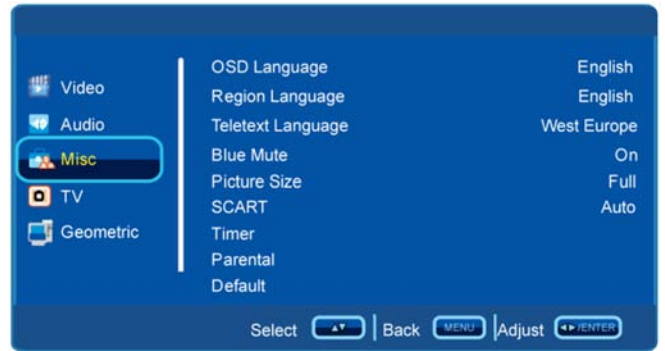 Video
Audio
Misc
TV
Geometric
OSD Language English
Region Language English
Teletext Language West Europe
Blue Mute On
Picture Size Full
SCART Auto
Timer
Parental
Default
Select ▲▼ Back MENU Adjust ◄►/ENTER